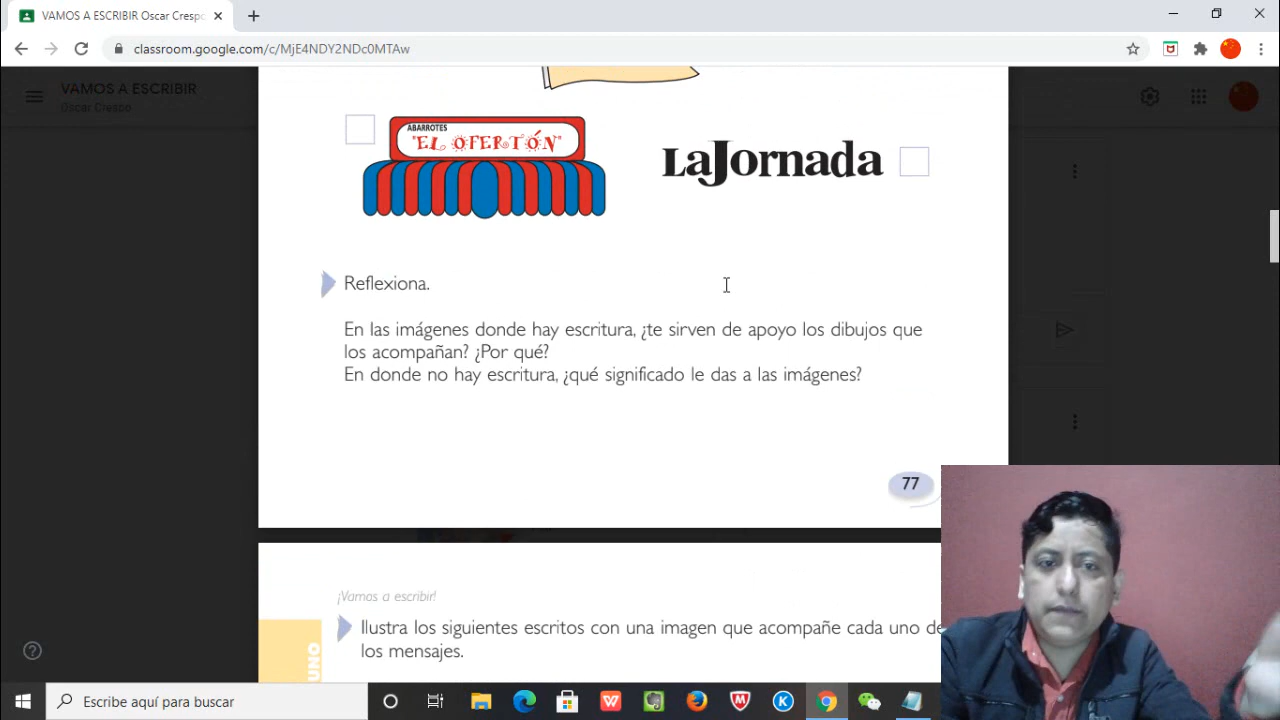 VAMOS A ESCRIBIR Oscar Crespo
classroom.google.com/c/MjE4NDY2NDc0MTAw
VAMOS A ESCRIBIR
Oscar Crespo
ABARROTES
"EL OFERTÓN"
LaJornada
Reflexiona.
En las imágenes donde hay escritura, ¿te sirven de apoyo los dibujos que
los acompañan? ¿Por qué?
En donde no hay escritura, ¿qué significado le das a las imágenes?
77
¡Vamos a escribir!
Ilustra los siguientes escritos con una imagen que acompañe cada uno de
los mensajes.
UNO
Escribe aquí para buscar